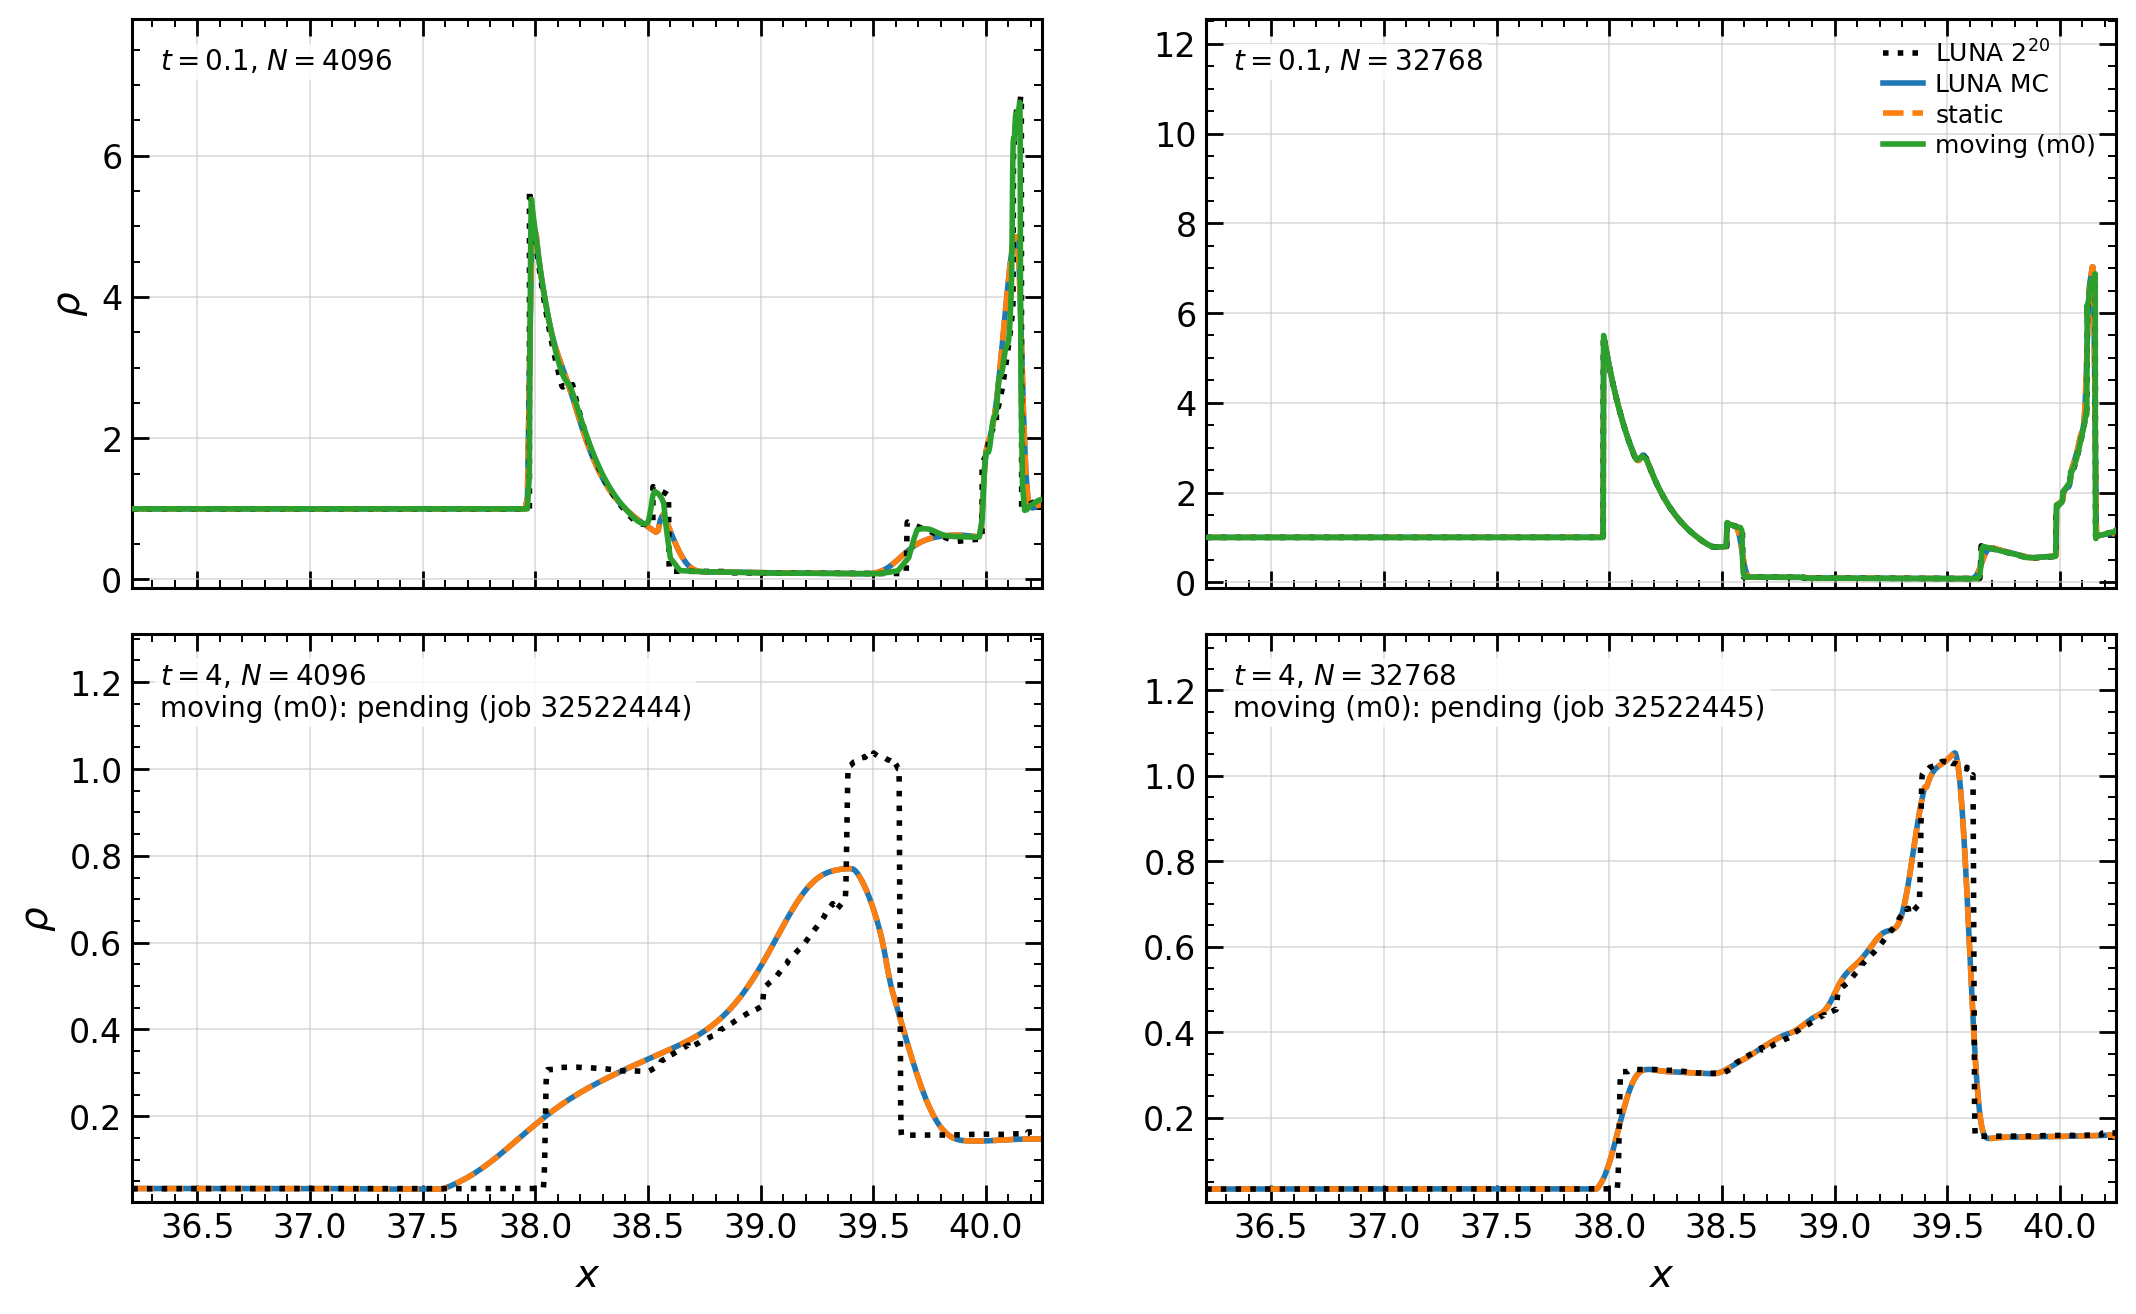 t = 0.1, N = 4096
ρ
6
4
2
0
t = 0.1, N = 32768
LUNA 2²⁰
LUNA MC
static
moving (m0)
12
10
8
6
4
2
0
t = 4, N = 4096
moving (m0): pending (job 32522444)
ρ
1.2
1.0
0.8
0.6
0.4
0.2
36.5 37.0 37.5 38.0 38.5 39.0 39.5 40.0
x
t = 4, N = 32768
moving (m0): pending (job 32522445)
1.2
1.0
0.8
0.6
0.4
0.2
36.5 37.0 37.5 38.0 38.5 39.0 39.5 40.0
x